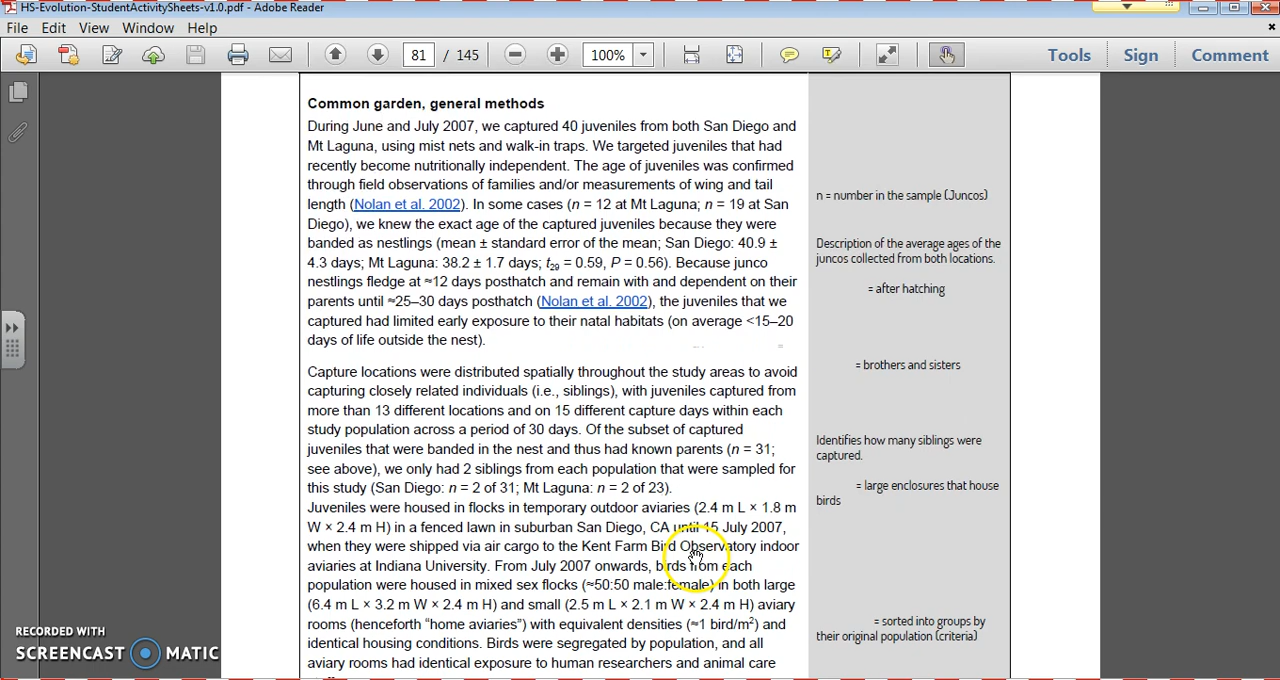 HS-Evolution-StudentActivitySheets-v1.0.pdf - Adobe Reader
File Edit View Window Help
81 / 145 100% Tools Sign Comment
Common garden, general methods
During June and July 2007, we captured 40 juveniles from both San Diego and
Mt Laguna, using mist nets and walk-in traps. We targeted juveniles that had
recently become nutritionally independent. The age of juveniles was confirmed
through field observations of families and/or measurements of wing and tail
length (Nolan et al. 2002). In some cases (n = 12 at Mt Laguna; n = 19 at San
Diego), we knew the exact age of the captured juveniles because they were
banded as nestlings (mean ± standard error of the mean; San Diego: 40.9 ±
4.3 days; Mt Laguna: 38.2 ± 1.7 days; t29 = 0.59, P = 0.56). Because junco
nestlings fledge at ≈12 days posthatch and remain with and dependent on their
parents until ≈25–30 days posthatch (Nolan et al. 2002), the juveniles that we
captured had limited early exposure to their natal habitats (on average <15–20
days of life outside the nest).
Capture locations were distributed spatially throughout the study areas to avoid
capturing closely related individuals (i.e., siblings), with juveniles captured from
more than 13 different locations and on 15 different capture days within each
study population across a period of 30 days. Of the subset of captured
juveniles that were banded in the nest and thus had known parents (n = 31;
see above), we only had 2 siblings from each population that were sampled for
this study (San Diego: n = 2 of 31; Mt Laguna: n = 2 of 23).
Juveniles were housed in flocks in temporary outdoor aviaries (2.4 m L × 1.8 m
W × 2.4 m H) in a fenced lawn in suburban San Diego, CA until 15 July 2007,
when they were shipped via air cargo to the Kent Farm Bird Observatory indoor
aviaries at Indiana University. From July 2007 onwards, birds from each
population were housed in mixed sex flocks (≈50:50 male:female) in both large
(6.4 m L × 3.2 m W × 2.4 m H) and small (2.5 m L × 2.1 m W × 2.4 m H) aviary
rooms (henceforth “home aviaries”) with equivalent densities (≈1 bird/m2) and
identical housing conditions. Birds were segregated by population, and all
aviary rooms had identical exposure to human researchers and animal care
n = number in the sample (Juncos)
Description of the average ages of the
juncos collected from both locations.
= after hatching
= brothers and sisters
Identifies how many siblings were
captured.
= large enclosures that house
birds
= sorted into groups by
their original population (criteria)
RECORDED WITH
SCREENCAST MATIC